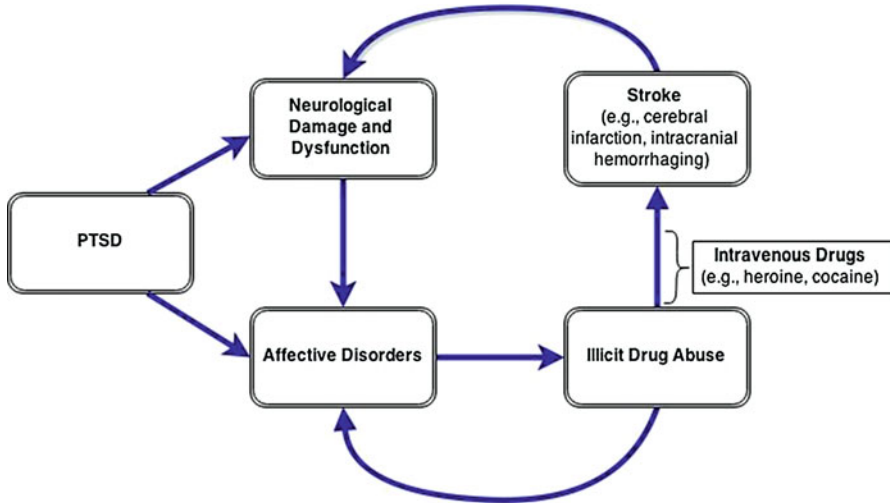 Neurological
Damage and
Dysfunction
Stroke
(e.g., cerebral
infarction, intracranial
hemorrhaging)
PTSD
Intravenous Drugs
(e.g., heroine, cocaine)
Affective Disorders
Illicit Drug Abuse